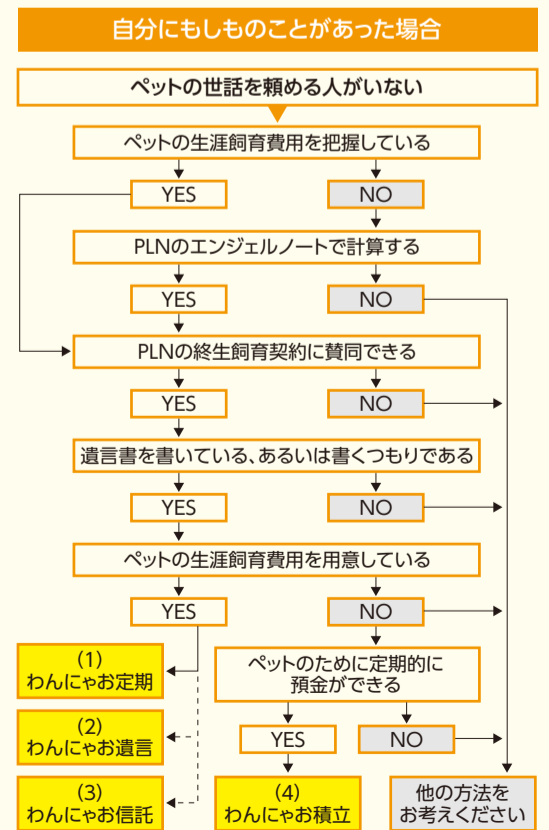 自分にもしものことがあった場合
ペットの世話を頼める人がいない
ペットの生涯飼育費用を把握している
YES
NO
PLNのエンジェルノートで計算する
YES
NO
PLNの終生飼育契約に賛同できる
YES
NO
遺言書を書いている、あるいは書くつもりである
YES
NO
ペットの生涯飼育費用を用意している
YES
NO
(1)
わんにゃお定期
ペットのために定期的に
預金ができる
(2)
わんにゃお遺言
YES
NO
(3)
わんにゃお信託
(4)
わんにゃお積立
他の方法を
お考えください